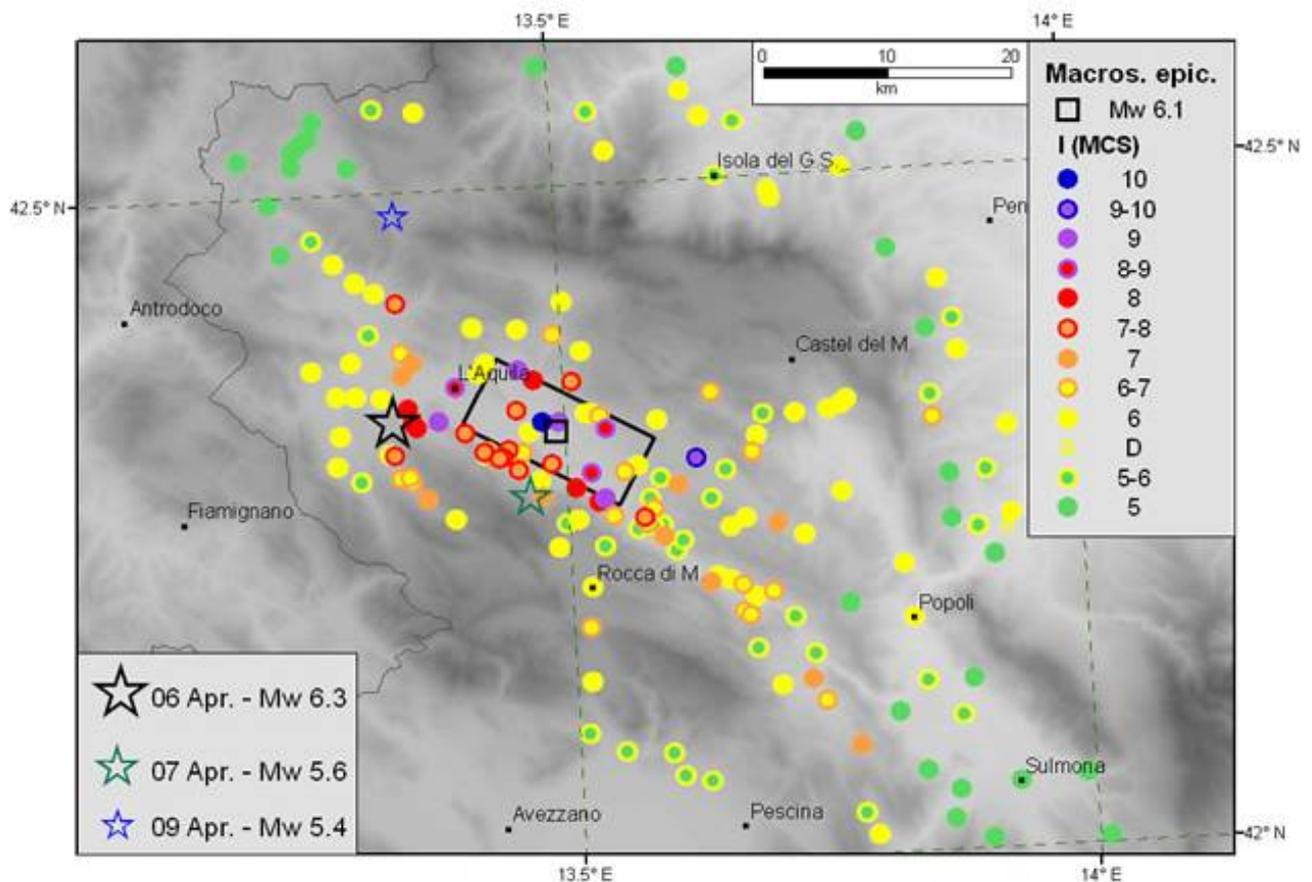 13.5° E
14° E
0
10
20
km
Macros. epic.
Mw 6.1
I (MCS)
10
9-10
9
8-9
8
7-8
7
6-7
6
D
5-6
5
42.5° N
42.5° N
Isola del G.S.
Pen
Antrodoco
Castel del M.
L'Aquila
Fiamignano
Rocca di M.
Popoli
06 Apr. - Mw 6.3
07 Apr. - Mw 5.6
09 Apr. - Mw 5.4
Sulmona
Avezzano
Pescina
42° N
13.5° E
14° E